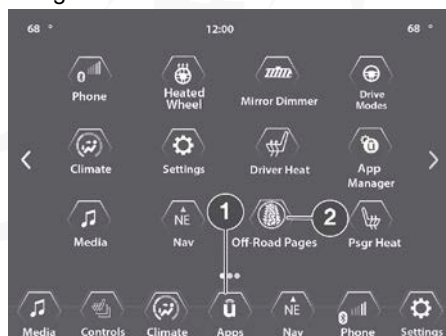 68 ° 12:00 68 °
Phone
Heated
Wheel
Mirror Dimmer
Drive
Modes
Climate
Settings
Driver Heat
App
Manager
Media
NE
Nav
1
Off-Road Pages
2
Psgr Heat
Media
Controls
Climate
û
Apps
NE
Nav
Phone
Settings